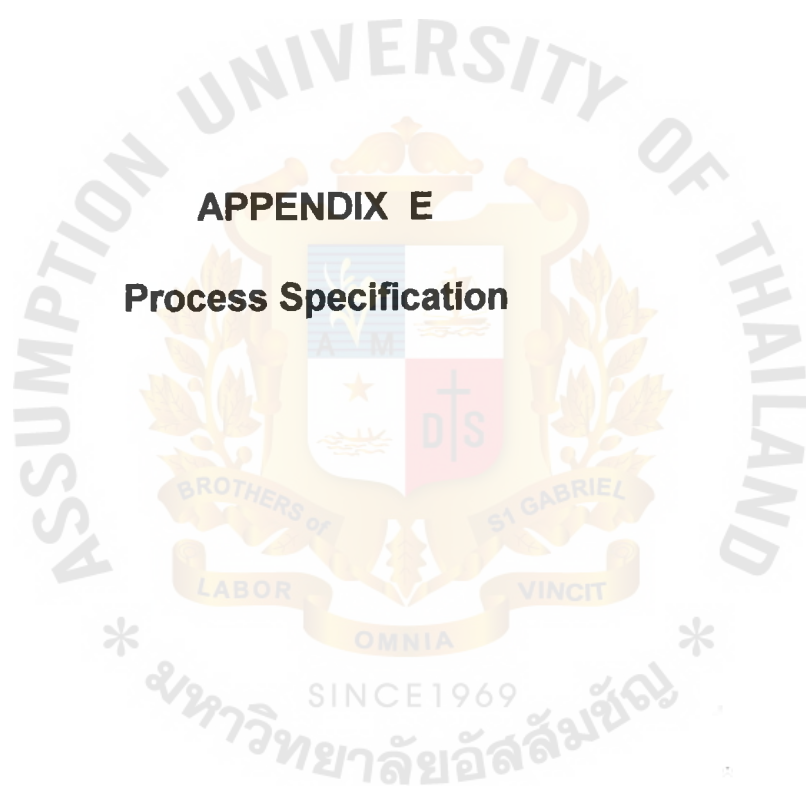 ASSUMPTION UNIVERSITY OF THAILAND
APPENDIX E
Process Specification
A M
D S
BROTHERS of
ST GABRIEL
LABOR
VINCIT
OMNIA
SINCE1969
* มหาวิทยาลัยอัสสัมชัญ *